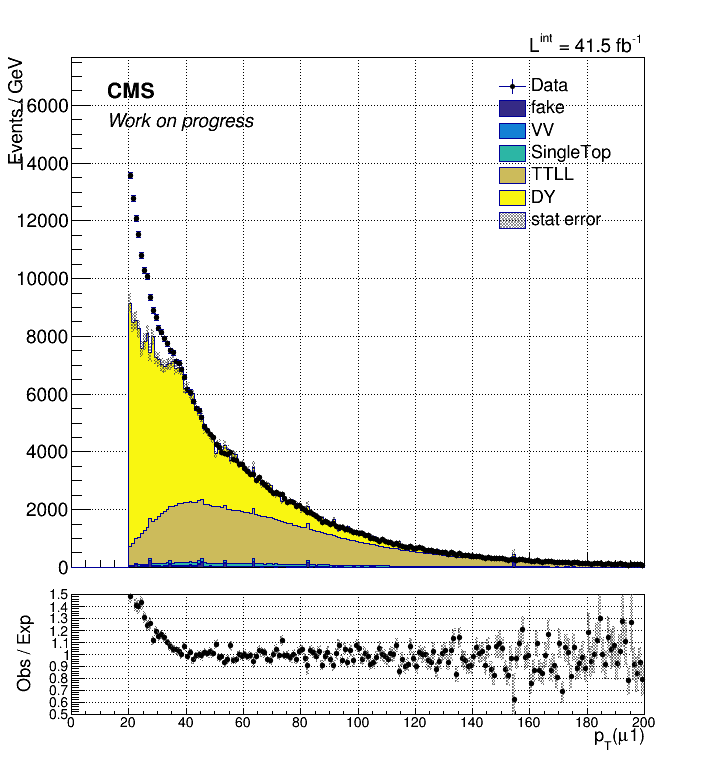 L^int = 41.5 fb^-1
Events / GeV
CMS
Work on progress
Data
fake
VV
SingleTop
TTLL
DY
stat error
16000
14000
12000
10000
8000
6000
4000
2000
0
Obs / Exp
1.5
1.4
1.3
1.2
1.1
1
0.9
0.8
0.7
0.6
0.5
0 20 40 60 80 100 120 140 160 180 200
p_T(μ1)